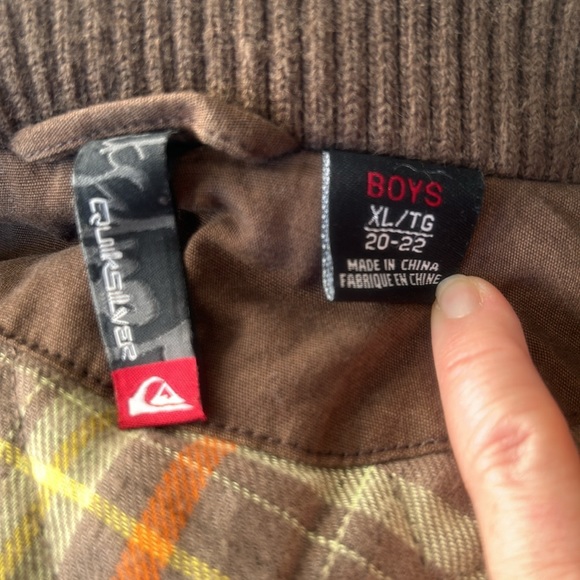 QUIKSILVER
BOYS
XL/TG
20-22
MADE IN CHINA
FABRIQUE EN CHINE